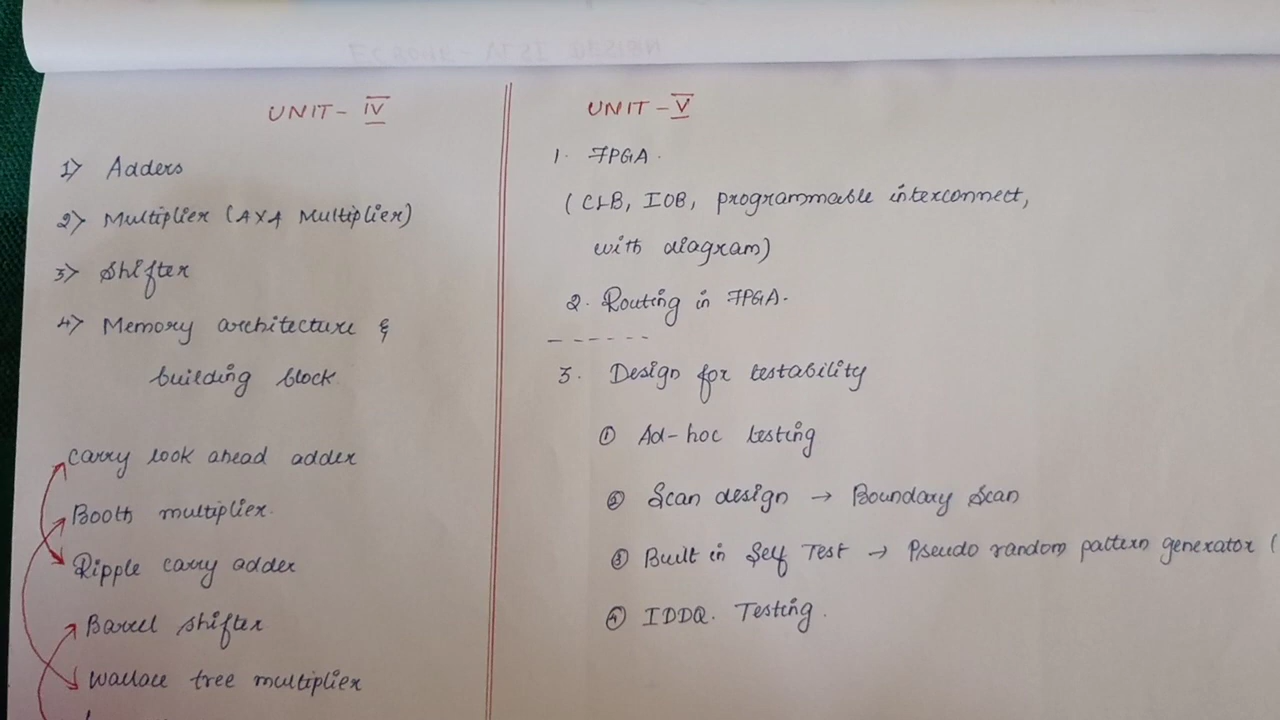 UNIT- IV
1) Adders
2) Multiplier (4x4 Multiplier)
3) Shifter
4) Memory architecture &
building block.
Carry look ahead adder
Booth multiplier.
Ripple carry adder
Barrel shifter
Wallace tree multiplier
UNIT - V
1. FPGA.
(CLB, IOB, programmable interconnect,
with diagram)
2. Routing in FPGA.
3. Design for testability
① Ad-hoc testing
② Scan design → Boundary Scan
③ Built in Self Test → Pseudo random pattern generator (
④ IDDQ. Testing.